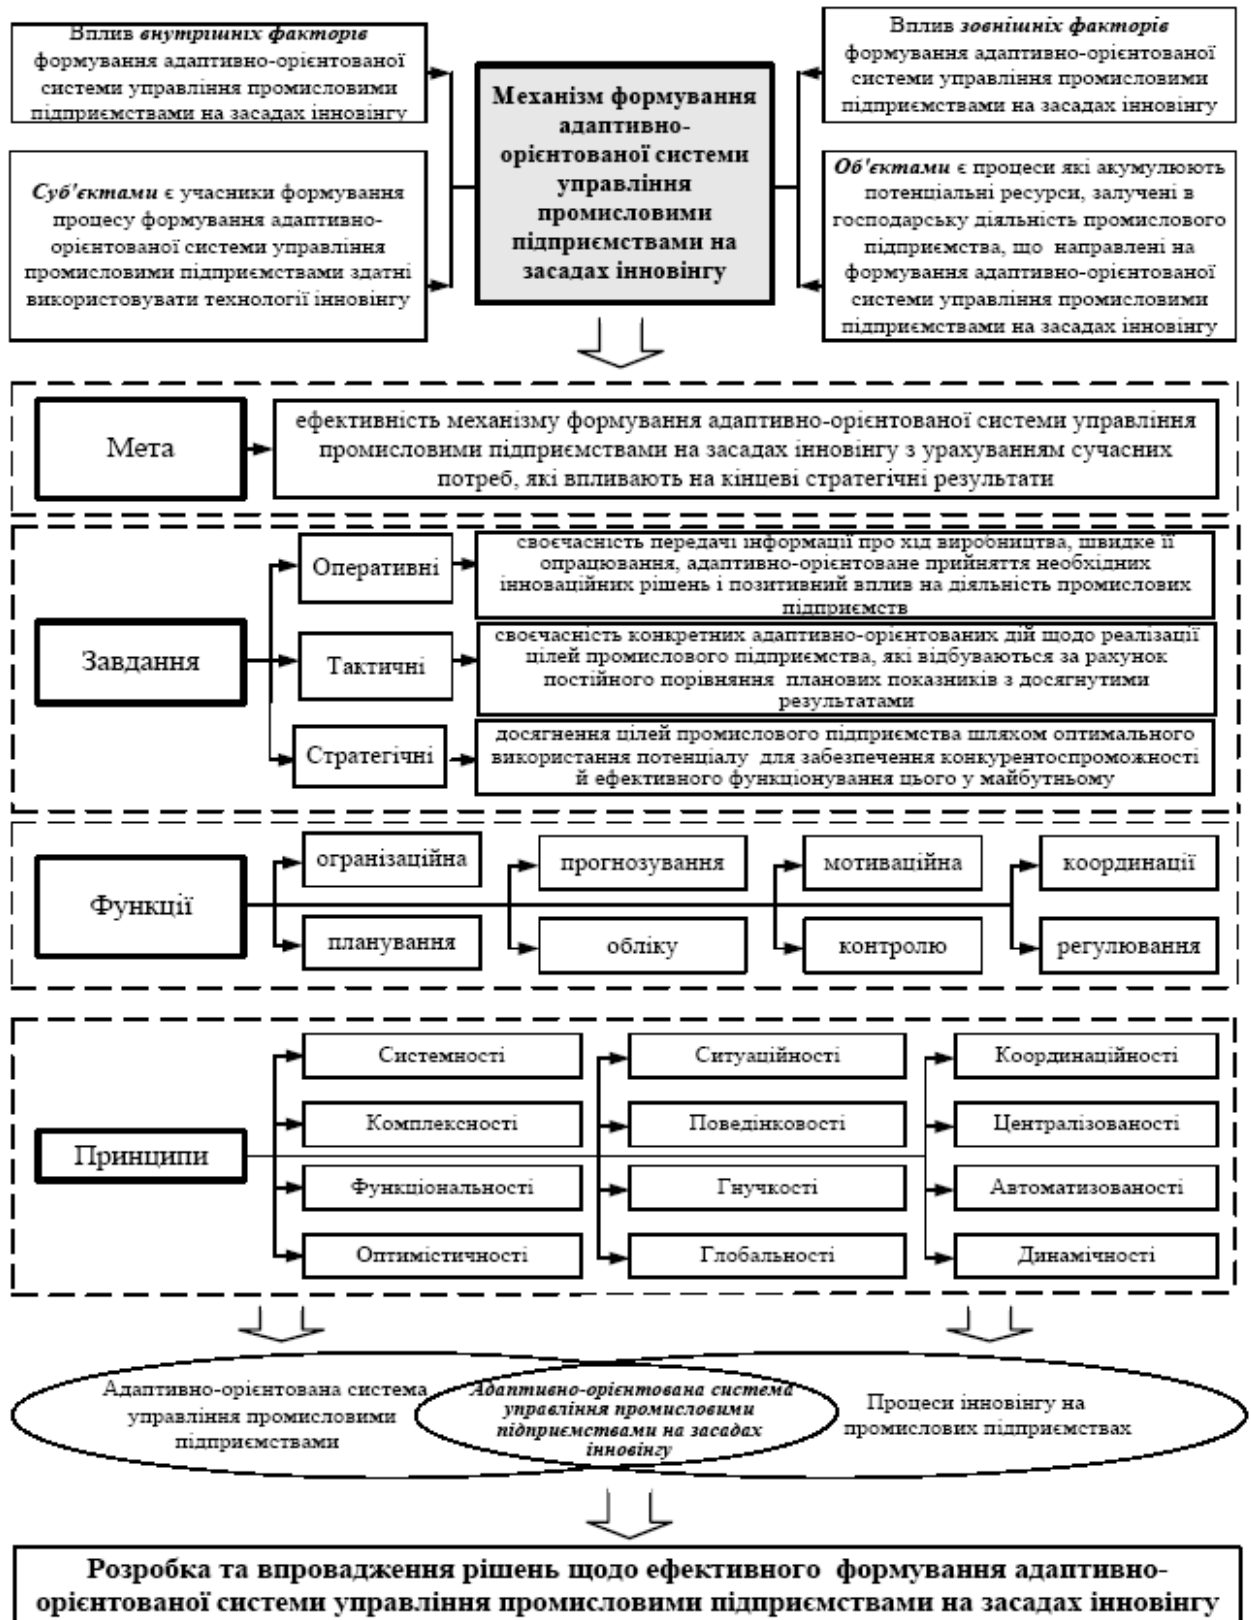 Вплив внутрішніх факторів
формування адаптивно-орієнтованої
системи управління промисловими
підприємствами на засадах інновінгу
Суб'єктами є учасники формування
процесу формування адаптивно-
орієнтованої системи управління
промисловими підприємствами здатні
використовувати технології інновінгу
Механізм формування
адаптивно-
орієнтованої системи
управління
промисловими
підприємствами на
засадах інновінгу
Вплив зовнішніх факторів
формування адаптивно-орієнтованої
системи управління промисловими
підприємствами на засадах інновінгу
Об'єктами є процеси які акумулюють
потенціальні ресурси, залучені в
господарську діяльність промислового
підприємства, що направлені на
формування адаптивно-орієнтованої
системи управління промисловими
підприємствами на засадах інновінгу
Мета
ефективність механізму формування адаптивно-орієнтованої системи управління
промисловими підприємствами на засадах інновінгу з урахуванням сучасних
потреб, які впливають на кінцеві стратегічні результати
Завдання
Оперативні
своєчасність передачі інформації про хід виробництва, швидке її
опрацювання, адаптивно-орієнтоване прийняття необхідних
інноваційних рішень і позитивний вплив на діяльність промислових
підприємств
Тактичні
своєчасність конкретних адаптивно-орієнтованих дій щодо реалізації
цілей промислового підприємства, які відбуваються за рахунок
постійного порівняння планових показників з досягнутими
результатами
Стратегічні
досягнення цілей промислового підприємства шляхом оптимального
використання потенціалу для забезпечення конкурентоспроможності
й ефективного функціонування цього у майбутньому
Функції
огранізаційна
прогнозування
мотиваційна
координації
планування
обліку
контролю
регулювання
Принципи
Системності
Ситуаційності
Координаційності
Комплексності
Поведінковості
Централізованості
Функціональності
Гнучкості
Автоматизованості
Оптимістичності
Глобальності
Динамічності
Адаптивно-орієнтована система
управління промисловими
підприємствами
Адаптивно-орієнтована система
управління промисловими
підприємствами на засадах
інновінгу
Процеси інновінгу на
промислових підприємствах
Розробка та впровадження рішень щодо ефективного формування адаптивно-
орієнтованої системи управління промисловими підприємствами на засадах інновінгу